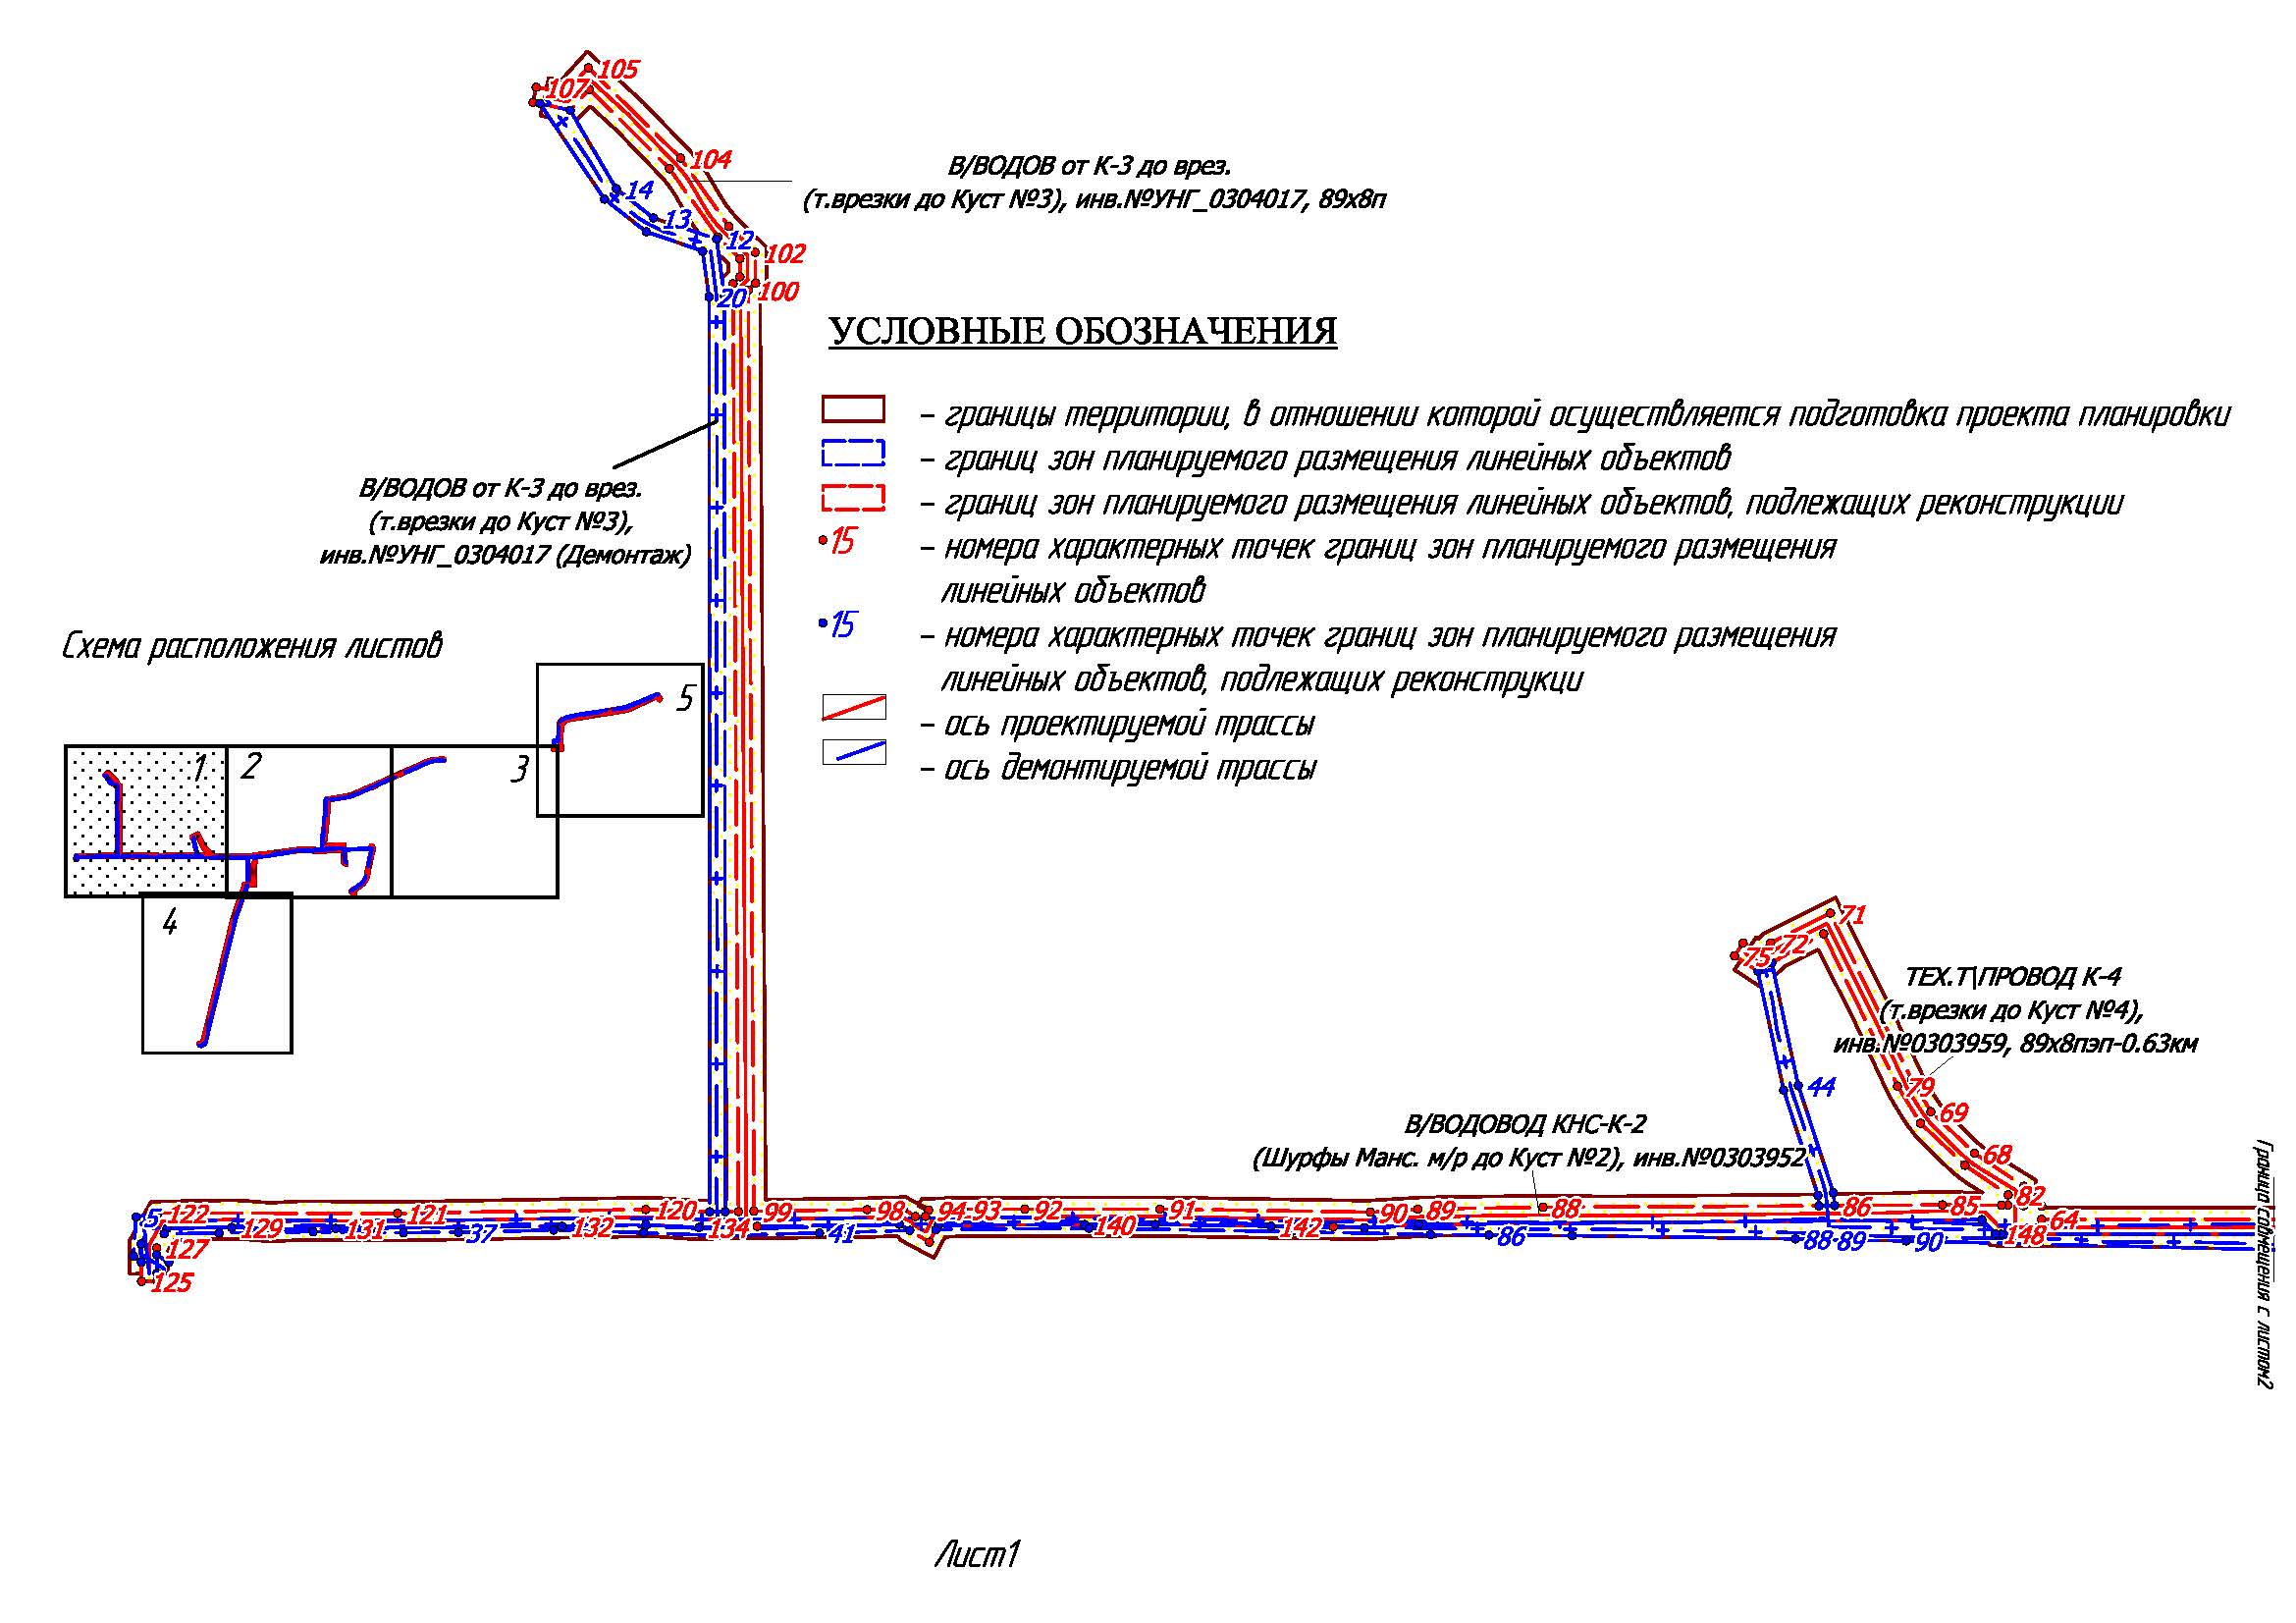 105
107
104
В/ВОДОВ от К-3 до врез.
(т.врезки до Куст №3), инв.№УНГ_0304017, 89х8п
14
13
12
102
20
100
УСЛОВНЫЕ ОБОЗНАЧЕНИЯ
- границы территории, в отношении которой осуществляется подготовка проекта планировки
- границ зон планируемого размещения линейных объектов
- границ зон планируемого размещения линейных объектов, подлежащих реконструкции
15
- номера характерных точек границ зон планируемого размещения
линейных объектов
15
- номера характерных точек границ зон планируемого размещения
линейных объектов, подлежащих реконструкци
- ось проектируемой трассы
- ось демонтируемой трассы
В/ВОДОВ от К-3 до врез.
(т.врезки до Куст №3),
инв.№УНГ_0304017 (Демонтаж)
Схема расположения листов
1
2
3
4
5
71
72
75
ТЕХ.Т\ПРОВОД К-4
(т.врезки до Куст №4),
инв.№0303959, 89х8пэп-0.63км
44
79
69
68
82
В/ВОДОВОД КНС-К-2
(Шурфы Манс. м/р до Куст №2), инв.№0303952
5
122
121
120
99
98
94
93
92
91
90
89
88
86
85
64
7
129
131
37
132
134
41
140
142
86
88
89
90
148
127
125
Граница совмещения с листом2
Лист1